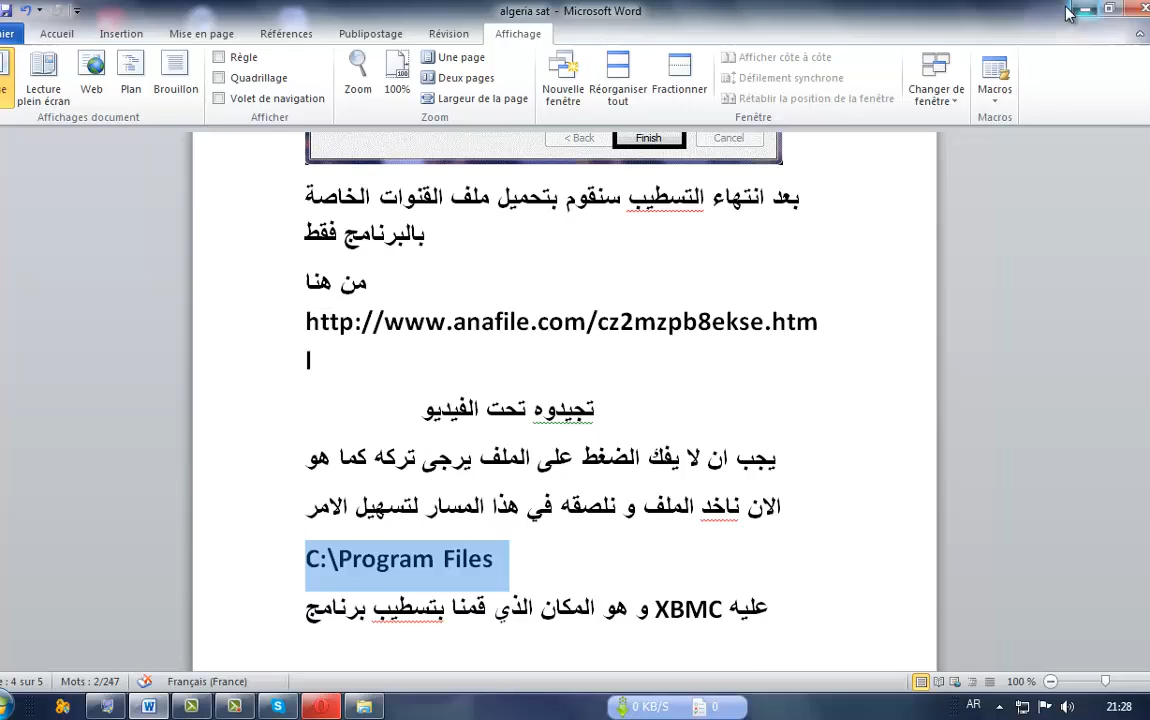 algeria sat - Microsoft Word
ier Accueil Insertion Mise en page Références Publipostage Révision Affichage
Lecture plein écran
Web
Plan
Brouillon
Affichages document
Règle
Quadrillage
Volet de navigation
Afficher
Zoom
100%
Une page
Deux pages
Largeur de la page
Zoom
Nouvelle fenêtre
Réorganiser tout
Fractionner
Afficher côte à côte
Défilement synchrone
Rétablir la position de la fenêtre
Fenêtre
Changer de fenêtre
Macros
Macros
< Back Finish Cancel
بعد انتهاء التسطيب سنقوم بتحميل ملف القنوات الخاصة
بالبرنامج فقط
من هنا
http://www.anafile.com/cz2mzpb8ekse.htm
l
تجيدوه تحت الفيديو
يجب ان لا يفك الضغط على الملف يرجى تركه كما هو
الان ناخد الملف و نلصقه في هذا المسار لتسهيل الامر
C:\Program Files
عليه XBMC و هو المكان الذي قمنا بتسطيب برنامج
e : 4 sur 5 Mots : 2/247 Français (France) 100 %
0 KB/S 0 AR 21:28